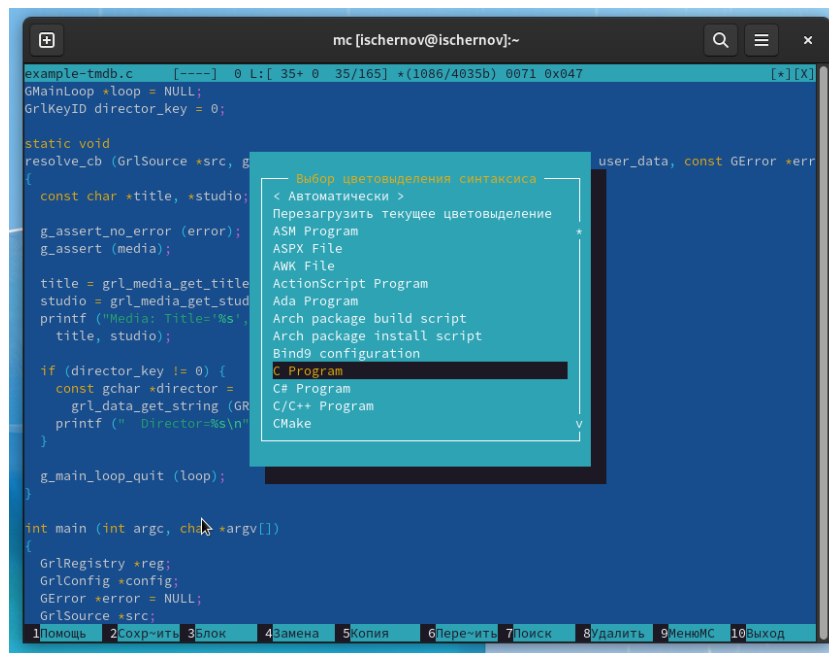 mc [ischernov@ischernov]:~
example-tmdb.c [----] 0 L:[ 35+ 0 35/165] *(1086/4035b) 0071 0x047 [*][X]
GMainLoop *loop = NULL;
GrlKeyID director_key = 0;
static void
resolve_cb (GrlSource *src, g user_data, const GError *err
{
const char *title, *studio;
g_assert_no_error (error);
g_assert (media);
title = grl_media_get_title
studio = grl_media_get_stud
printf ("Media: Title='%s',
title, studio);
if (director_key != 0) {
const gchar *director =
grl_data_get_string (GR
printf (" Director=%s\n"
}
g_main_loop_quit (loop);
}
int main (int argc, char *argv[])
{
GrlRegistry *reg;
GrlConfig *config;
GError *error = NULL;
GrlSource *src;
Выбор цветовыделения синтаксиса
< Автоматически >
Перезагрузить текущее цветовыделение
ASM Program
ASPX File
AWK File
ActionScript Program
Ada Program
Arch package build script
Arch package install script
Bind9 configuration
C Program
C# Program
C/C++ Program
CMake
1Помощь 2Сохр~ить 3Блок 4Замена 5Копия 6Пере~ить 7Поиск 8Удалить 9МенюMC 10Выход